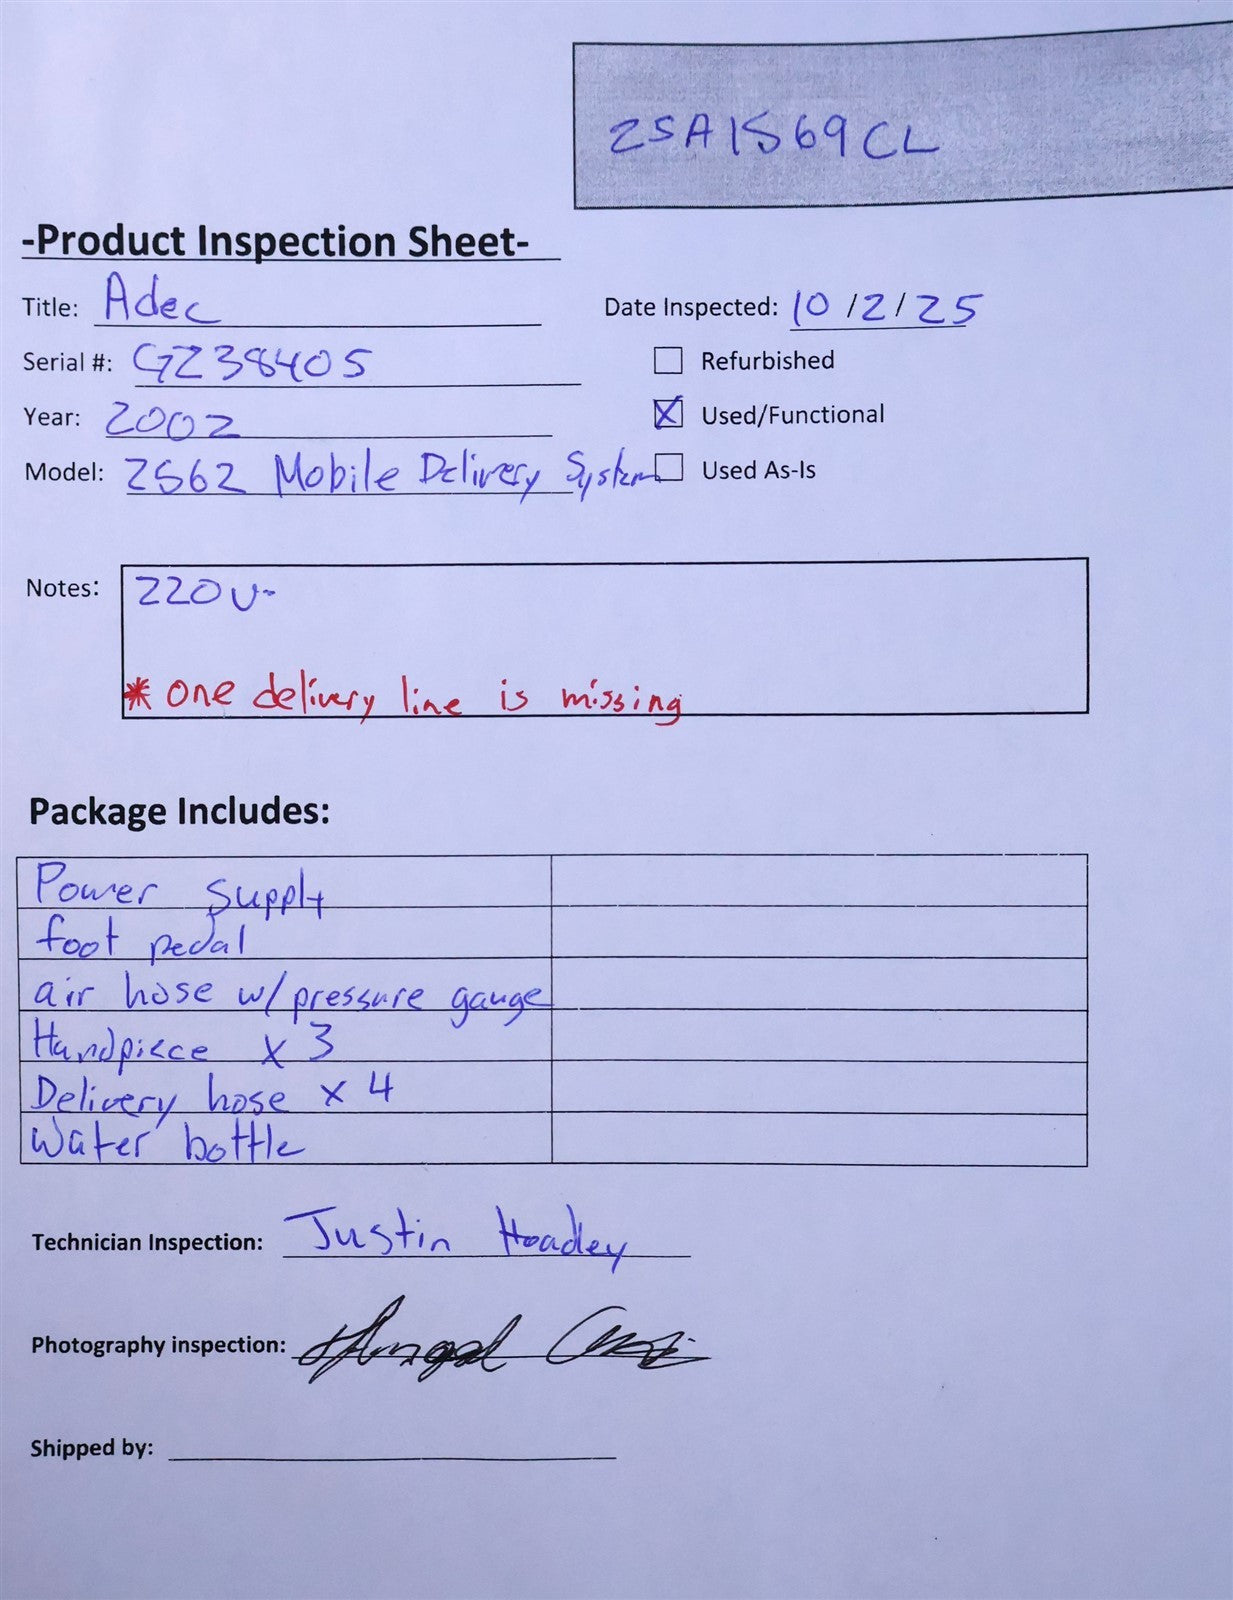 25A1569CL
-Product Inspection Sheet-
Title: Adec
Date Inspected: 10/2/25
Serial #: GZ38405
Refurbished
Year: 2002
Used/Functional
Model: 2562 Mobile Delivery System
Used As-Is
Notes: 220V-
* one delivery line is missing
Package Includes:
Power supply
foot pedal
air hose w/ pressure gauge
Handpiece x 3
Delivery hose x 4
Water bottle
Technician Inspection: Justin Hoadley
Photography inspection:
Shipped by: